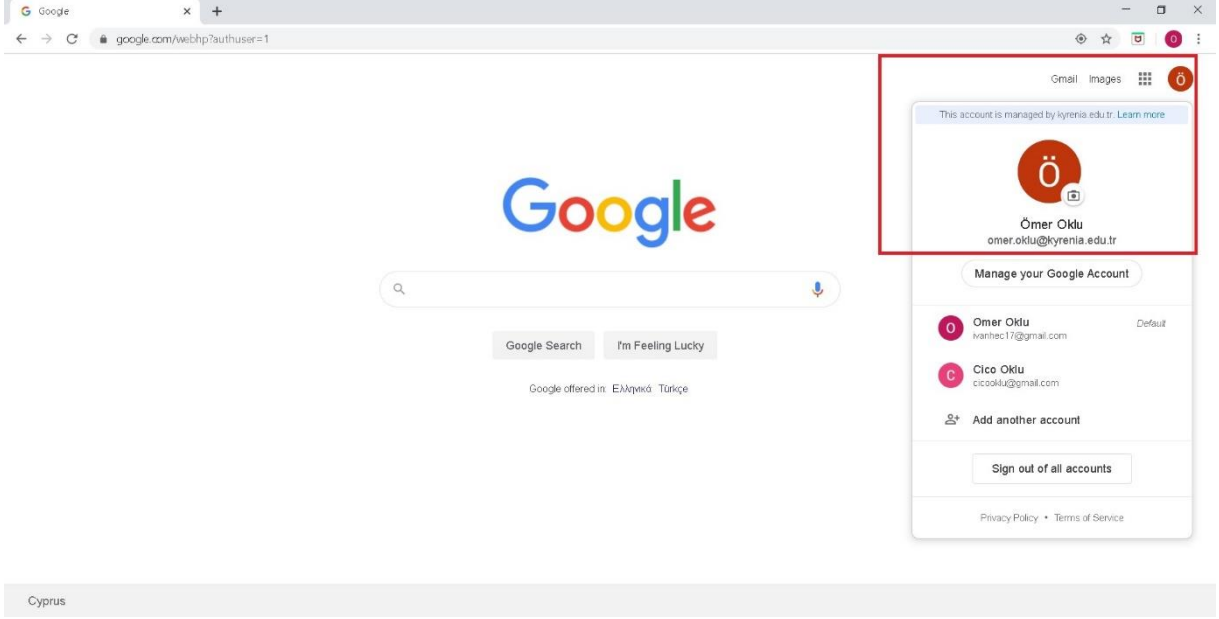 Google
google.com/webhp?authuser=1
O
Gmail Images Ö
This account is managed by kyrenia.edu.tr. Learn more
Ö
Ömer Oklu
omer.oklu@kyrenia.edu.tr
Manage your Google Account
O
Omer Oklu
Default
ivanhec17@gmail.com
C
Cico Oklu
cicooklu@gmail.com
Add another account
Sign out of all accounts
Privacy Policy • Terms of Service
Google
Google Search
I'm Feeling Lucky
Google offered in: Ελληνικά Türkçe
Cyprus